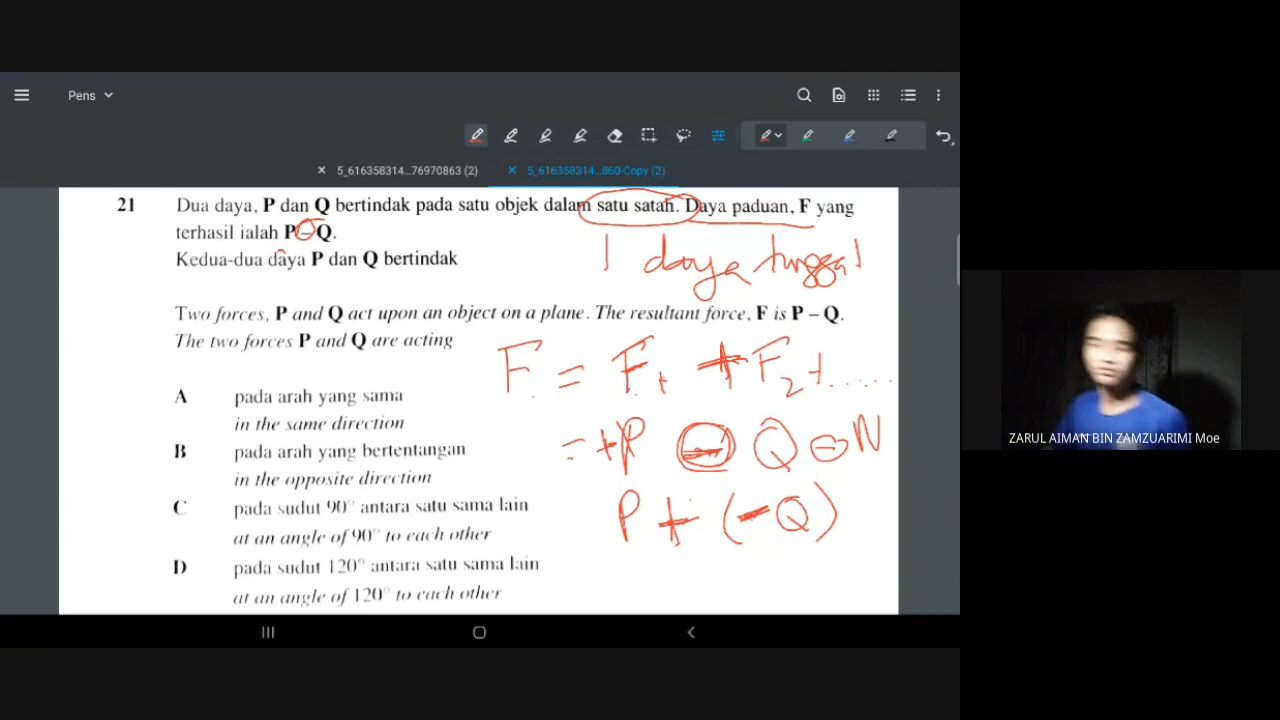 Pens
5_616358314...76970863 (2)
5_616358314...860-Copy (2)
21 Dua daya, P dan Q bertindak pada satu objek dalam satu satah. Daya paduan, F yang
terhasil ialah P – Q.
Kedua-dua daya P dan Q bertindak
1 daya tunggal
Two forces, P and Q act upon an object on a plane. The resultant force, F is P – Q.
The two forces P and Q are acting
F = F1 + F2 + ......
= +P - Q - N
P + (-Q)
A pada arah yang sama
in the same direction
B pada arah yang bertentangan
in the opposite direction
C pada sudut 90° antara satu sama lain
at an angle of 90° to each other
D pada sudut 120° antara satu sama lain
at an angle of 120° to each other
ZARUL AIMAN BIN ZAMZUARIMI Moe